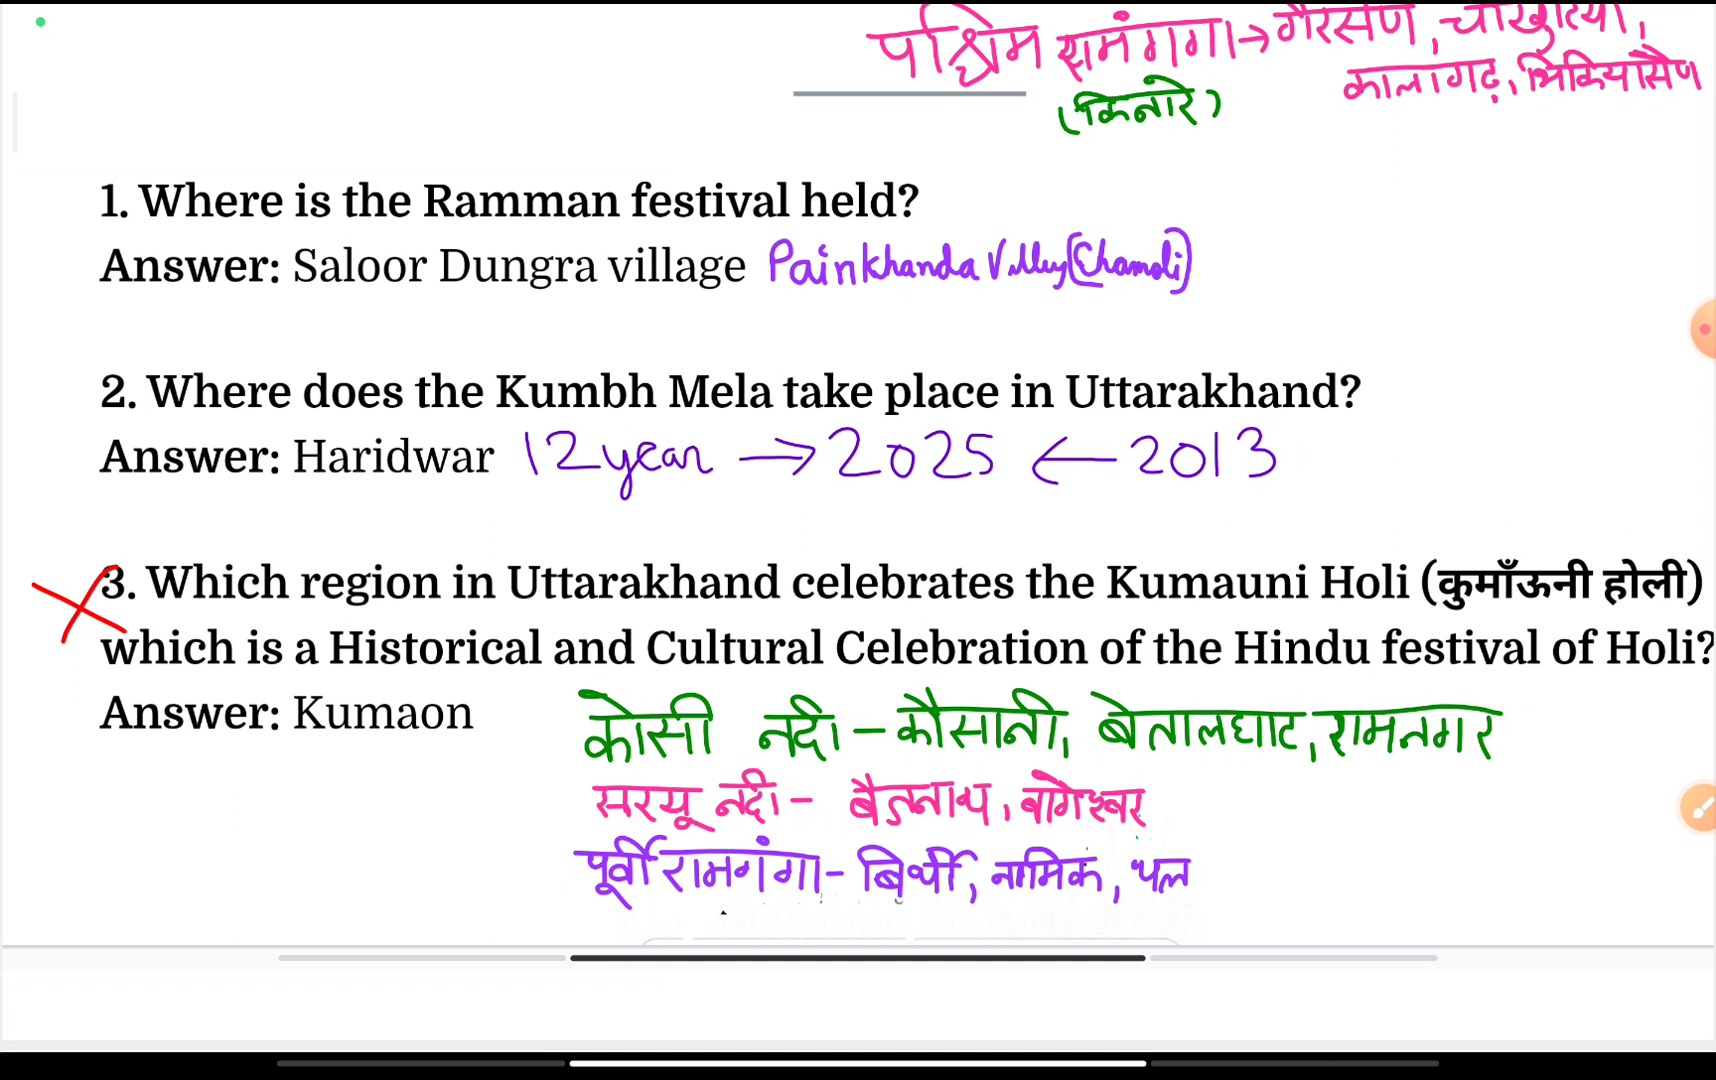 पश्चिम रामगंगा → गैरसैंण, चौखुटिया,
कालागढ़, भिकियासैंण
(किनारे)
1. Where is the Ramman festival held?
Answer: Saloor Dungra village Painkhanda Valley (Chamoli)
2. Where does the Kumbh Mela take place in Uttarakhand?
Answer: Haridwar 12 year → 2025 ← 2013
3. Which region in Uttarakhand celebrates the Kumauni Holi (कुमाँऊनी होली)
which is a Historical and Cultural Celebration of the Hindu festival of Holi?
Answer: Kumaon
कोसी नदी - कौसानी, बेतालघाट, रामनगर
सरयू नदी - बैजनाथ, बागेश्वर
पूर्वी रामगंगा - बिर्थी, नामिक, थल